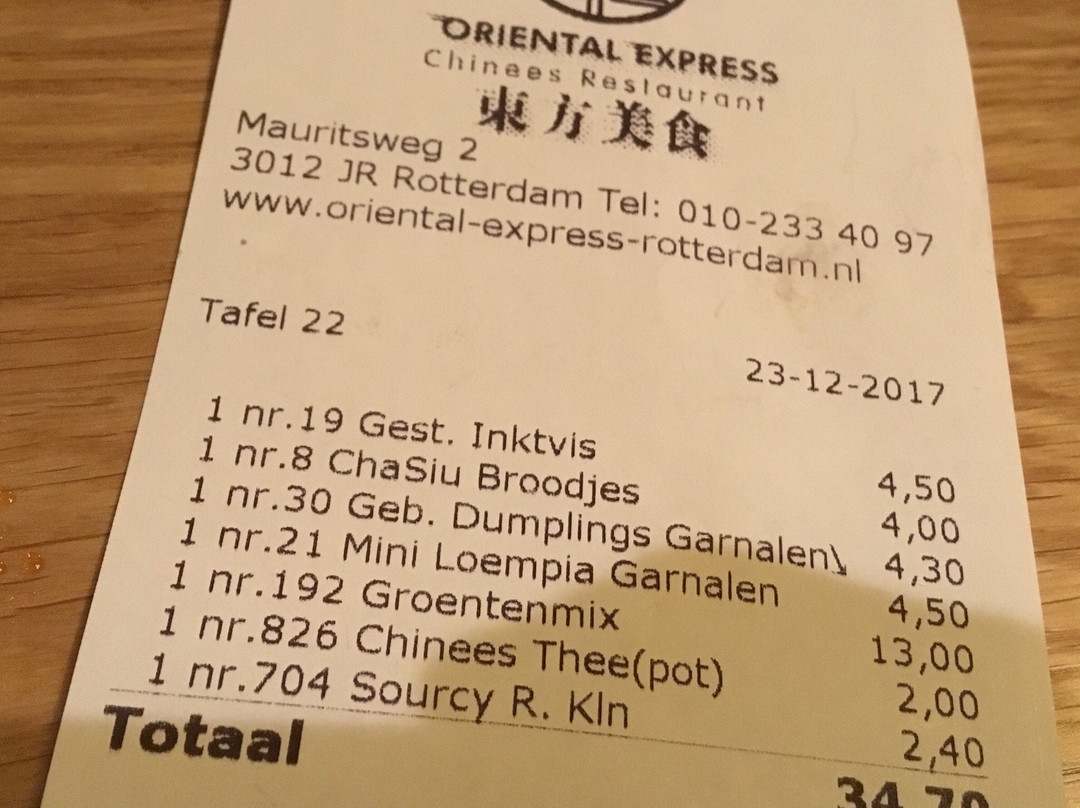 ORIENTAL EXPRESS
Chinees Restaurant
東方美食
Mauritsweg 2
3012 JR Rotterdam Tel: 010-233 40 97
www.oriental-express-rotterdam.nl
Tafel 22
23-12-2017
1 nr.19 Gest. Inktvis 4,50
1 nr.8 ChaSiu Broodjes 4,00
1 nr.30 Geb. Dumplings Garnalen\ 4,30
1 nr.21 Mini Loempia Garnalen 4,50
1 nr.192 Groentenmix 13,00
1 nr.826 Chinees Thee(pot) 2,00
1 nr.704 Sourcy R. Kln 2,40
Totaal 34,70